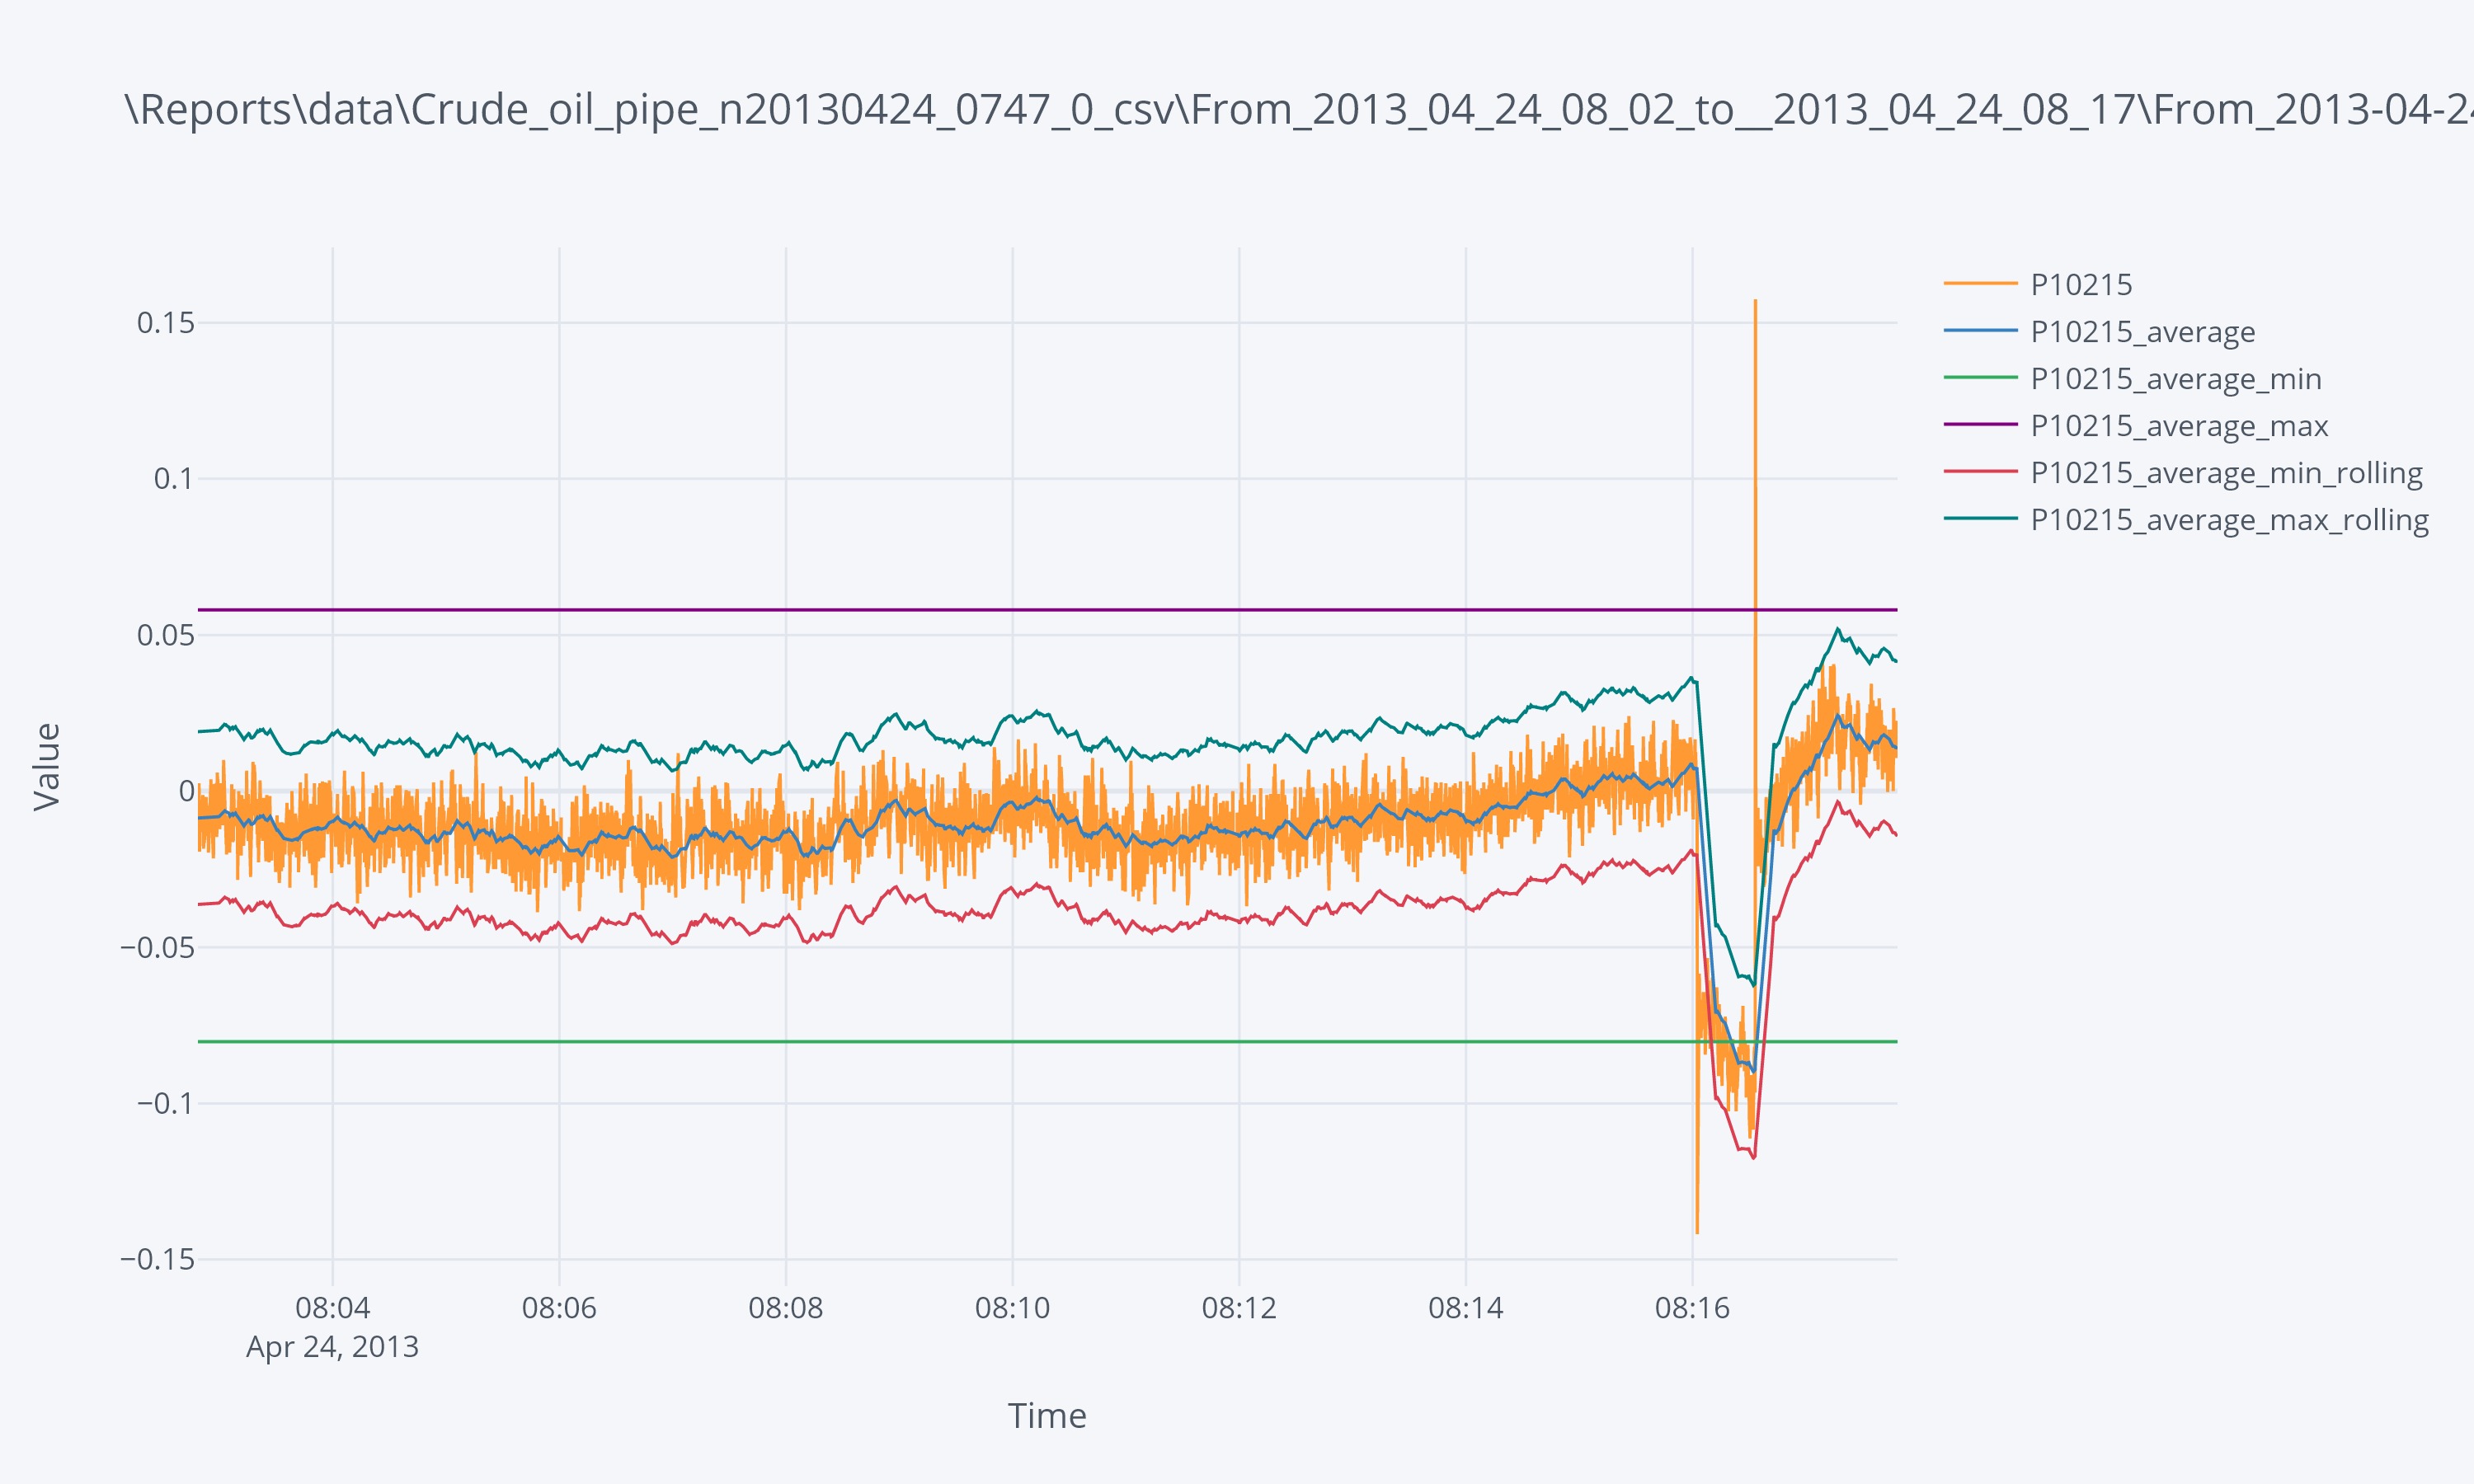 \Reports\data\Crude_oil_pipe_n20130424_0747_0_csv\From_2013_04_24_08_02_to__2013_04_24_08_17\From_2013-04-24
P10215
P10215_average
P10215_average_min
P10215_average_max
P10215_average_min_rolling
P10215_average_max_rolling
0.15
0.1
0.05
0
−0.05
−0.1
−0.15
Value
08:04
08:06
08:08
08:10
08:12
08:14
08:16
Apr 24, 2013
Time